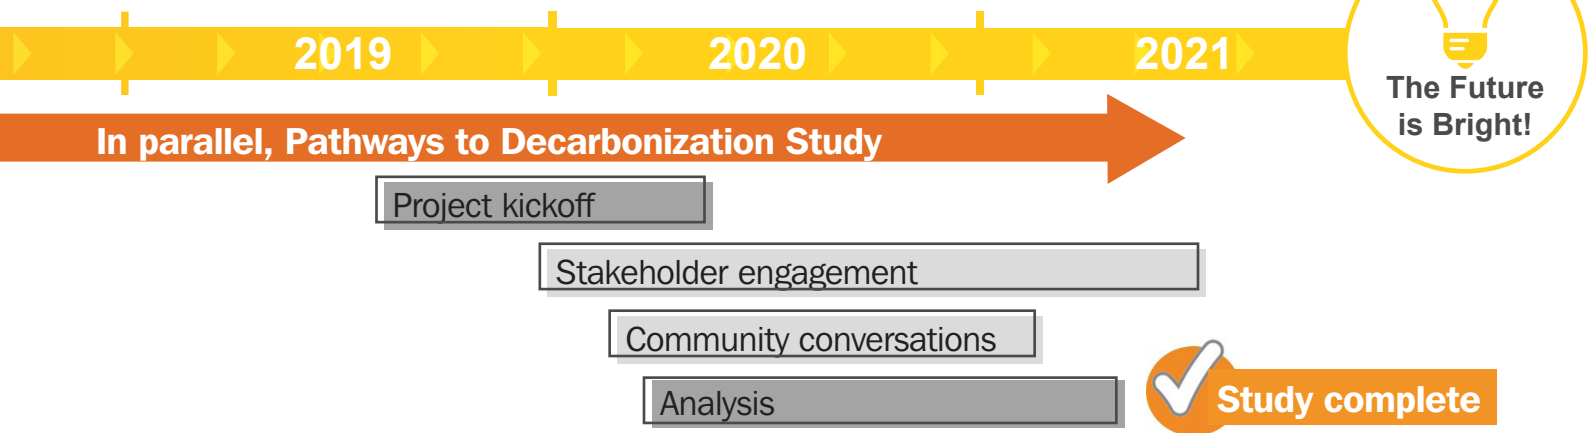 2019
2020
2021
The Future
is Bright!
In parallel, Pathways to Decarbonization Study
Project kickoff
Stakeholder engagement
Community conversations
Analysis
Study complete